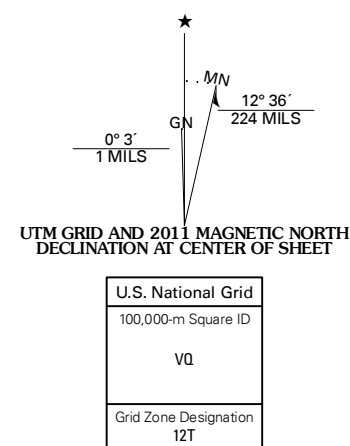 ★
MN
12° 36´
224 MILS
GN
0° 3´
1 MILS
UTM GRID AND 2011 MAGNETIC NORTH
DECLINATION AT CENTER OF SHEET
U.S. National Grid
100,000-m Square ID
VQ
Grid Zone Designation
12T